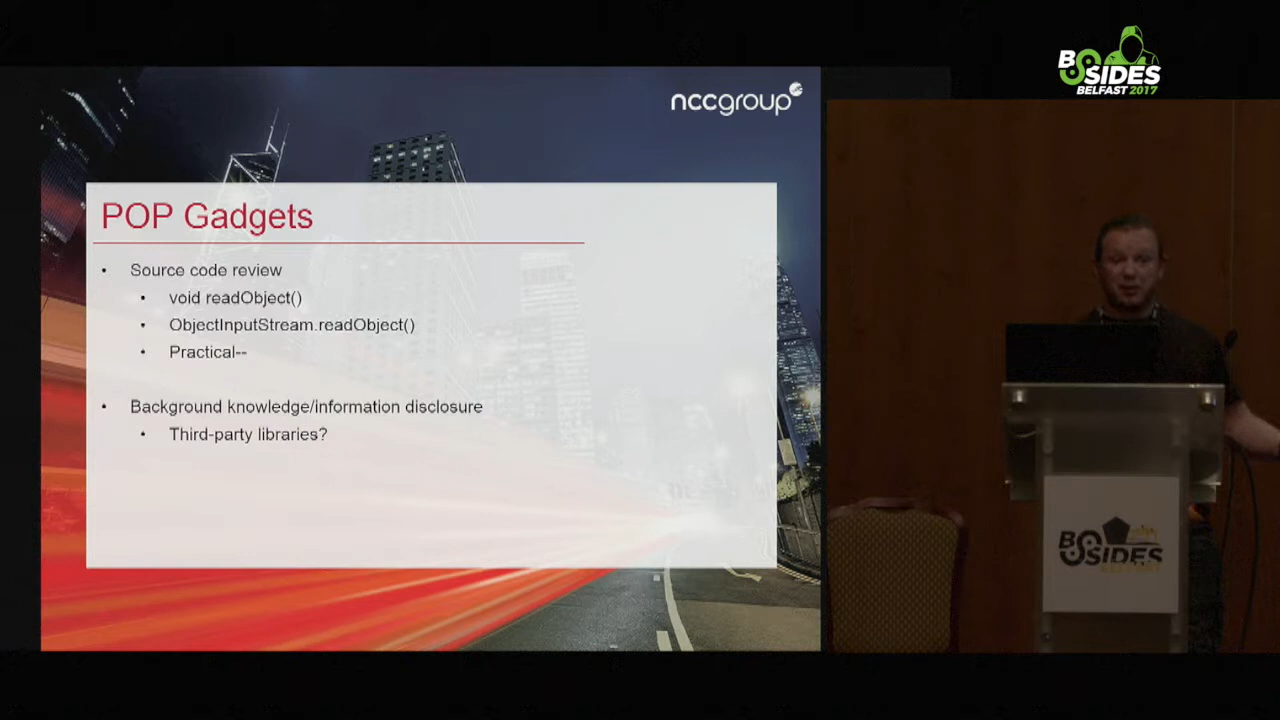 BSIDES
BELFAST 2017
nccgroup
POP Gadgets
• Source code review
• void readObject()
• ObjectInputStream.readObject()
• Practical--
• Background knowledge/information disclosure
• Third-party libraries?
BSIDES
BELFAST